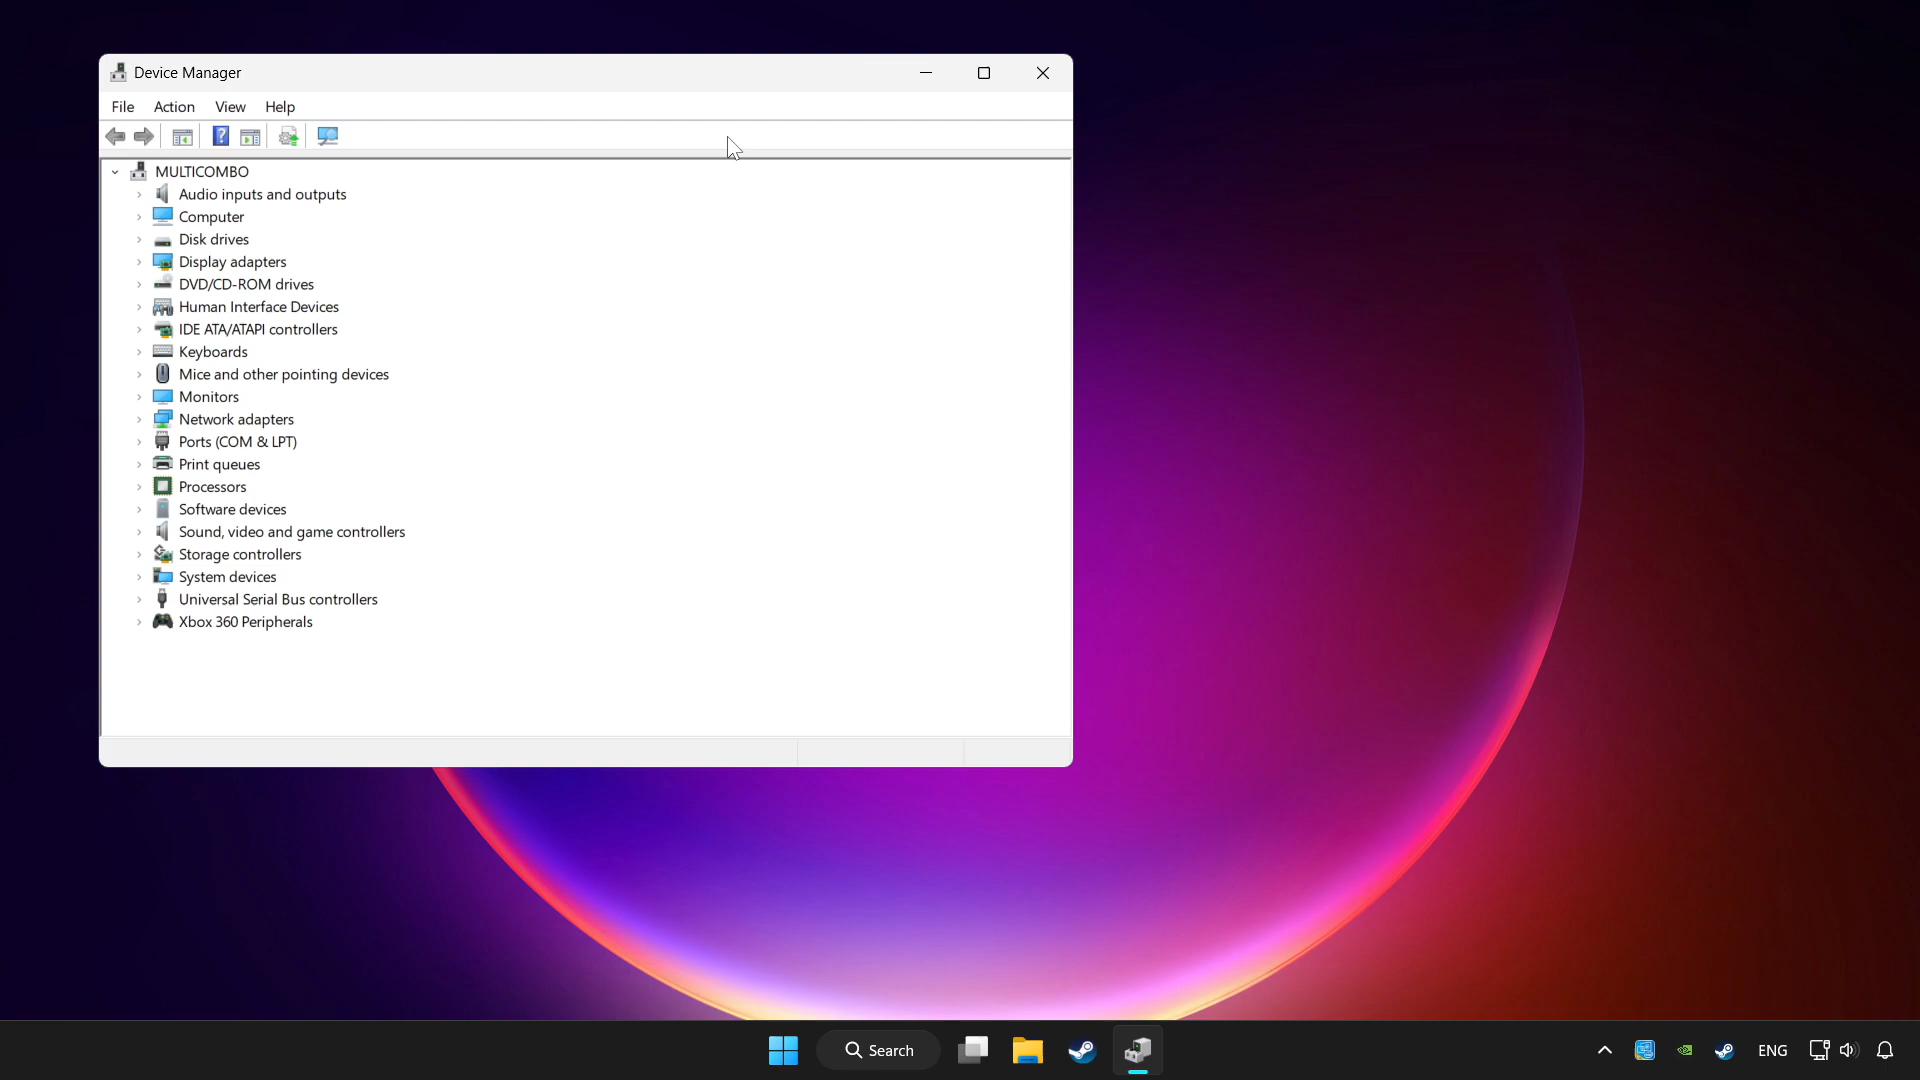 Device Manager
File Action View Help
?
MULTICOMBO
Audio inputs and outputs
Computer
Disk drives
Display adapters
DVD/CD-ROM drives
Human Interface Devices
IDE ATA/ATAPI controllers
Keyboards
Mice and other pointing devices
Monitors
Network adapters
Ports (COM & LPT)
Print queues
Processors
Software devices
Sound, video and game controllers
Storage controllers
System devices
Universal Serial Bus controllers
Xbox 360 Peripherals
Search
ENG